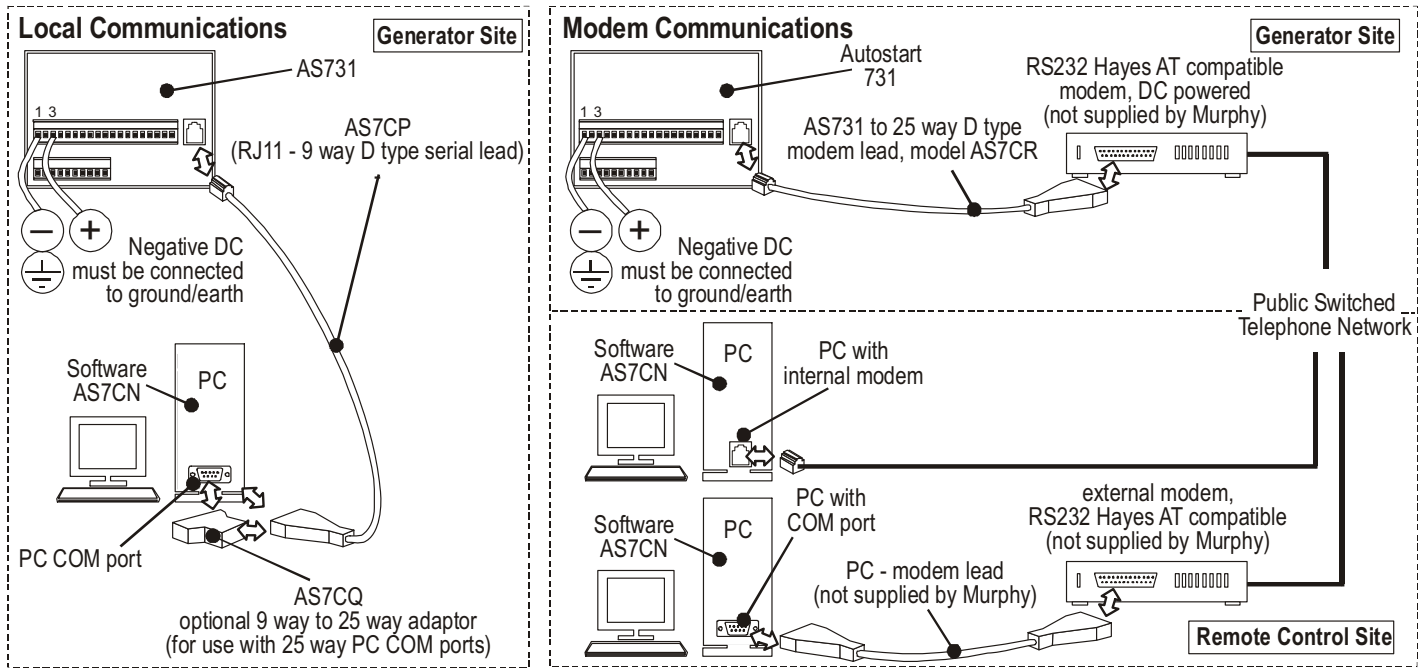 Local Communications
Generator Site
AS731
1 3
AS7CP
(RJ11 - 9 way D type serial lead)
Negative DC
must be connected
to ground/earth
Software
AS7CN
PC
PC COM port
AS7CQ
optional 9 way to 25 way adaptor
(for use with 25 way PC COM ports)
Modem Communications
Generator Site
Autostart
731
1 3
RS232 Hayes AT compatible
modem, DC powered
(not supplied by Murphy)
AS731 to 25 way D type
modem lead, model AS7CR
Negative DC
must be connected
to ground/earth
Public Switched
Telephone Network
Software
AS7CN
PC
PC with
internal modem
Software
AS7CN
PC
PC with
COM port
external modem,
RS232 Hayes AT compatible
(not supplied by Murphy)
PC - modem lead
(not supplied by Murphy)
Remote Control Site